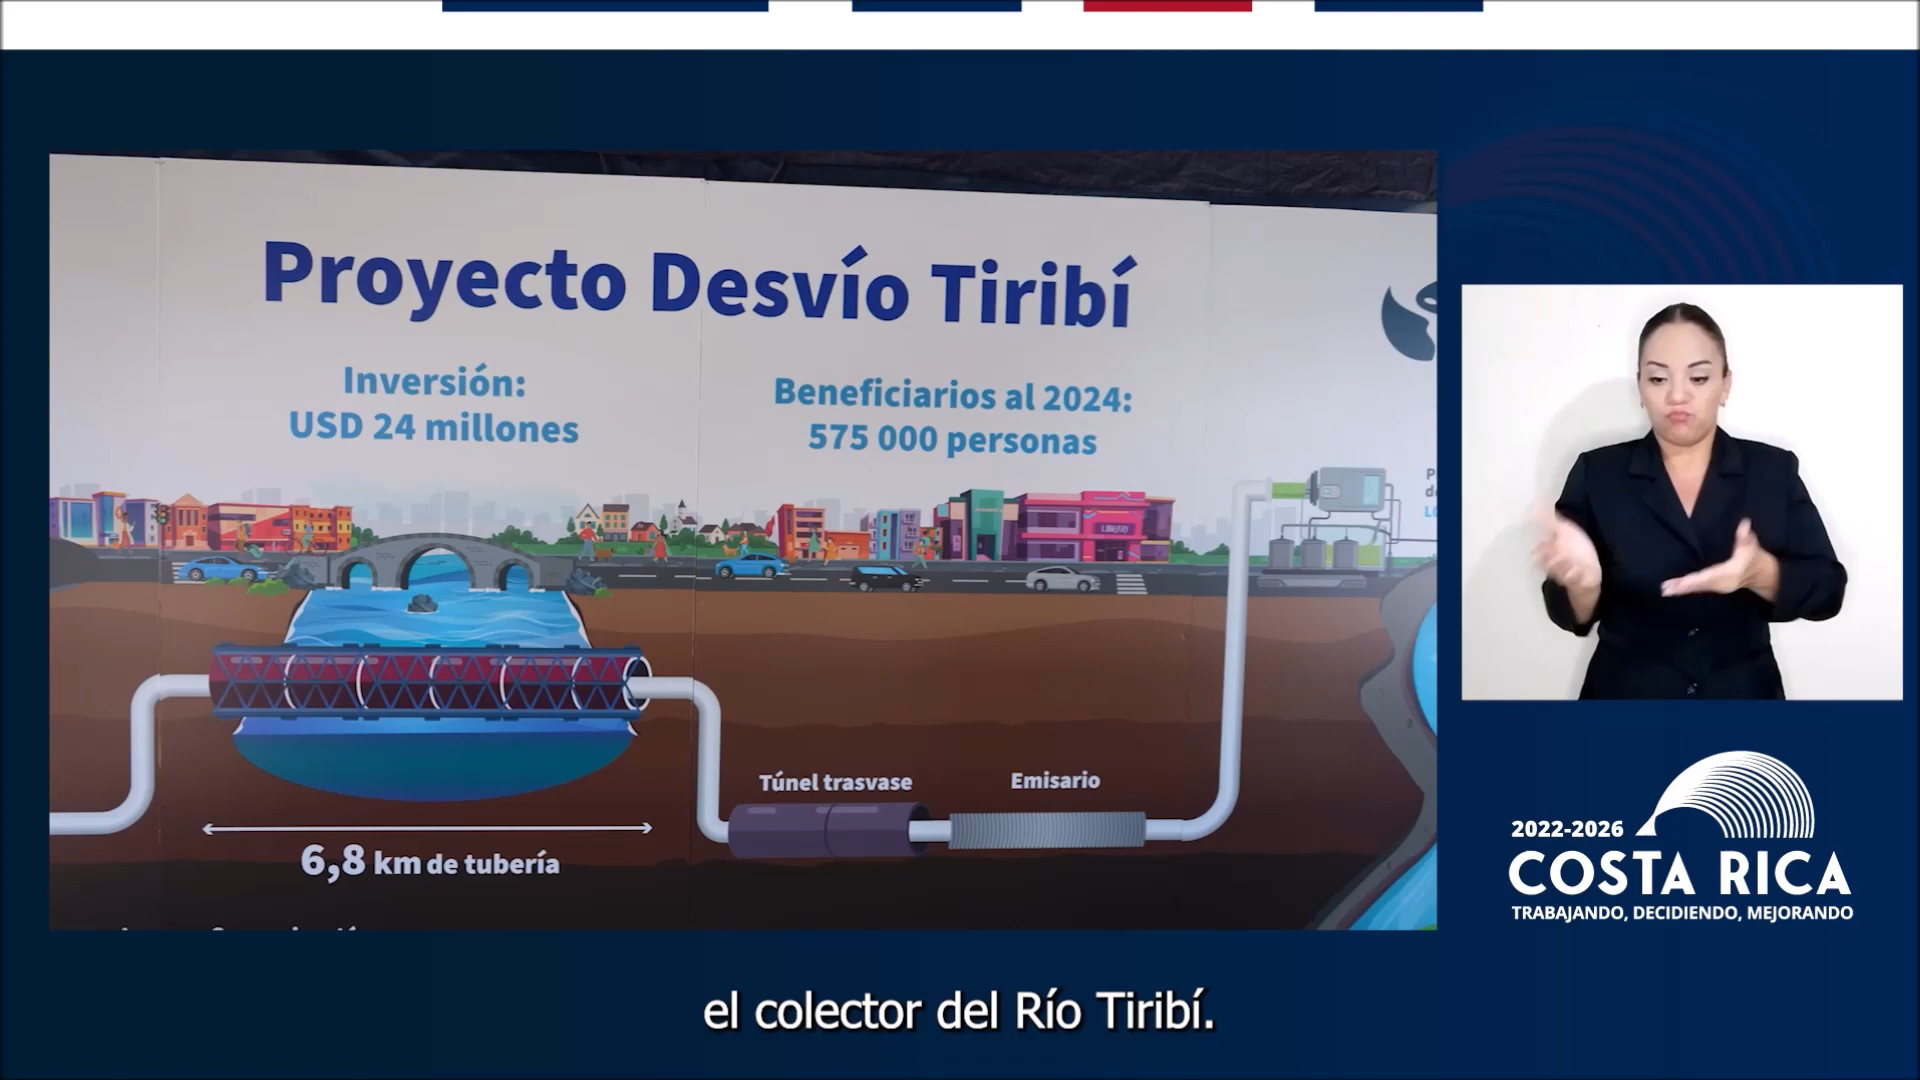 Proyecto Desvío Tiribí
Inversión:
USD 24 millones
Beneficiarios al 2024:
575 000 personas
Túnel trasvase
Emisario
6,8 km de tubería
2022-2026
COSTA RICA
TRABAJANDO, DECIDIENDO, MEJORANDO
el colector del Río Tiribí.